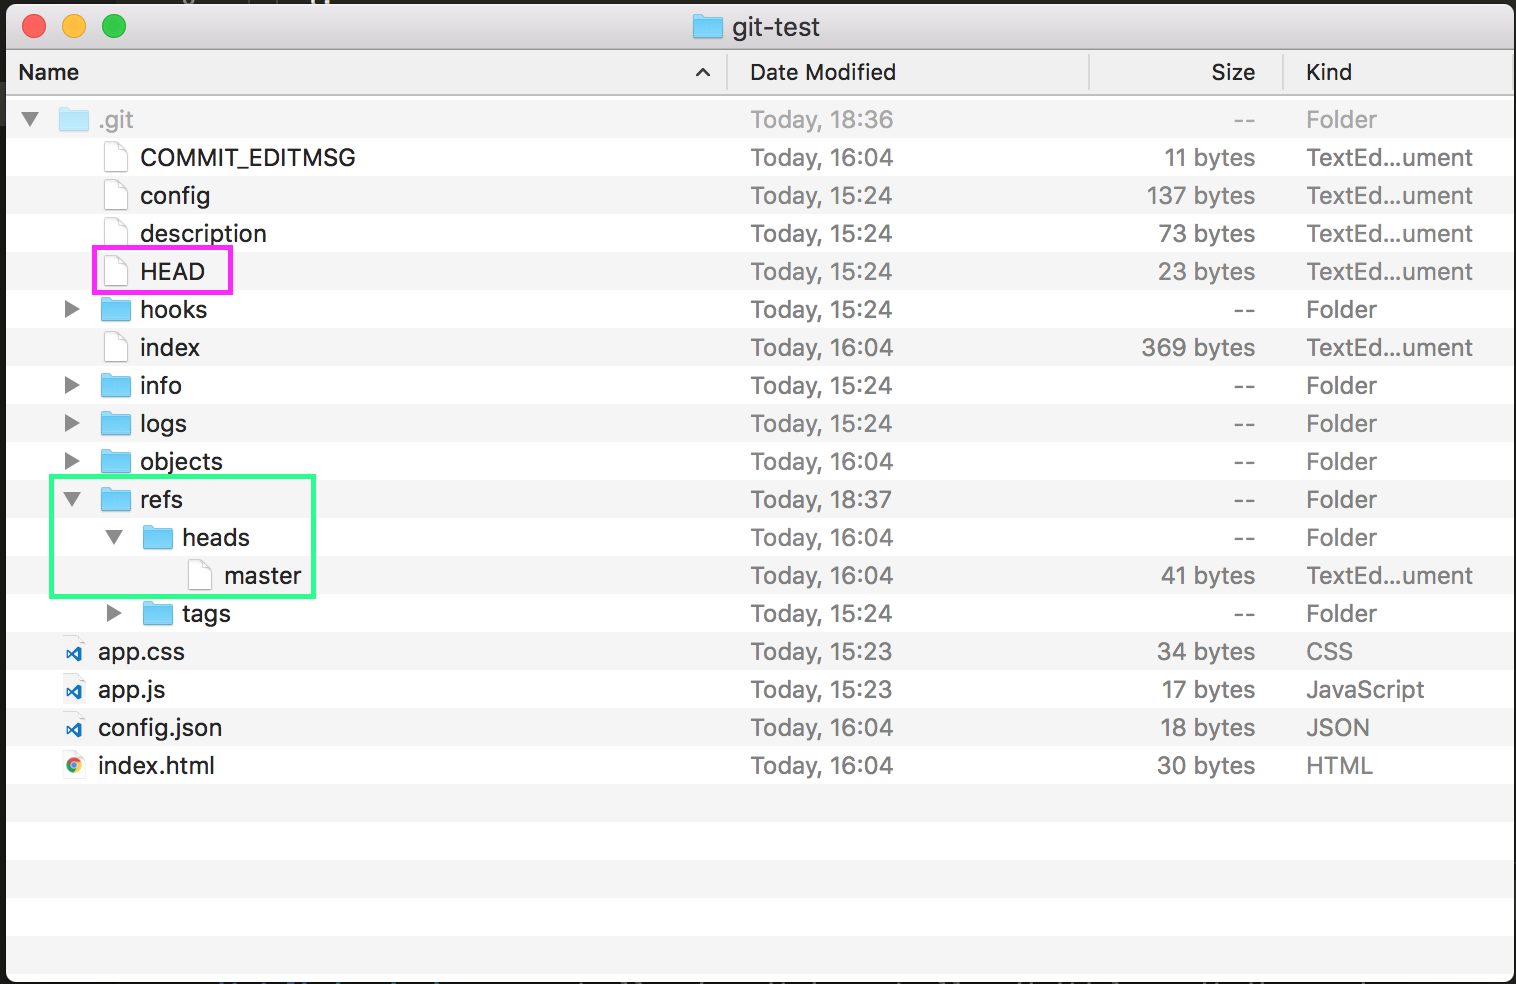 git-test
Name Date Modified Size Kind
.git Today, 18:36 -- Folder
COMMIT_EDITMSG Today, 16:04 11 bytes TextEd...ument
config Today, 15:24 137 bytes TextEd...ument
description Today, 15:24 73 bytes TextEd...ument
HEAD Today, 15:24 23 bytes TextEd...ument
hooks Today, 15:24 -- Folder
index Today, 16:04 369 bytes TextEd...ument
info Today, 15:24 -- Folder
logs Today, 15:24 -- Folder
objects Today, 16:04 -- Folder
refs Today, 18:37 -- Folder
heads Today, 16:04 -- Folder
master Today, 16:04 41 bytes TextEd...ument
tags Today, 15:24 -- Folder
app.css Today, 15:23 34 bytes CSS
app.js Today, 15:23 17 bytes JavaScript
config.json Today, 16:04 18 bytes JSON
index.html Today, 16:04 30 bytes HTML